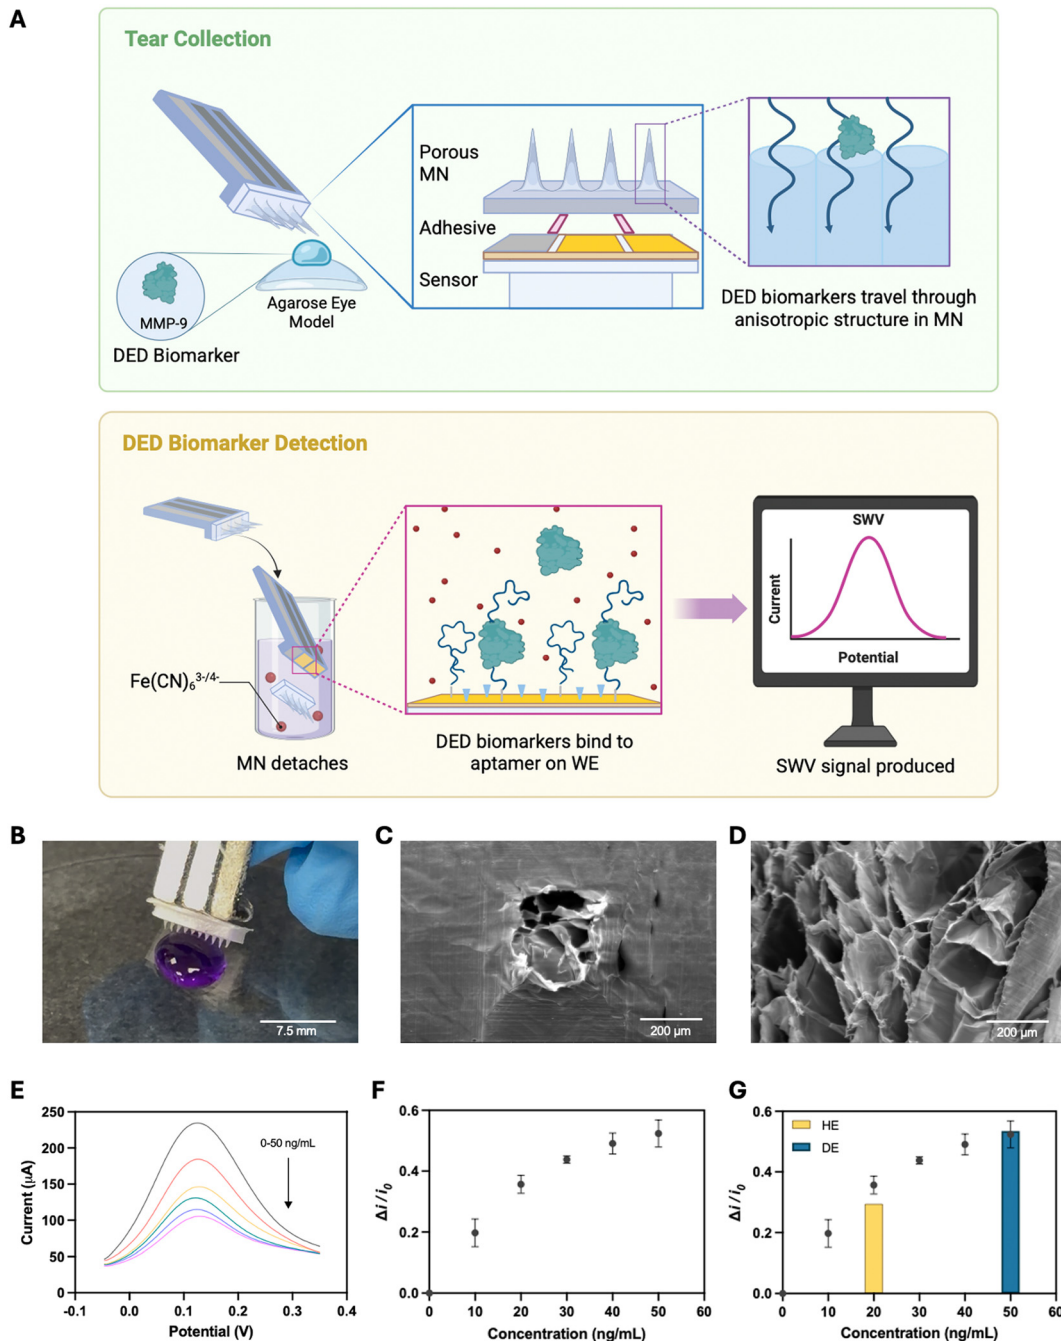 A
Tear Collection
Porous
MN
Adhesive
Sensor
MMP-9
DED Biomarker
Agarose Eye
Model
DED biomarkers travel through
anisotropic structure in MN
DED Biomarker Detection
Fe(CN)₆³⁻/⁴⁻
MN detaches
DED biomarkers bind to
aptamer on WE
SWV
Current
Potential
SWV signal produced
B
7.5 mm
C
200 µm
D
200 µm
E
Current (µA)
250
200
150
100
50
0
0-50 ng/mL
-0.1
0.0
0.1
0.2
0.3
0.4
Potential (V)
F
Δi / i₀
0.6
0.4
0.2
0.0
0
10
20
30
40
50
60
Concentration (ng/mL)
G
Δi / i₀
0.6
0.4
0.2
0.0
HE
DE
0
10
20
30
40
50
60
Concentration (ng/mL)